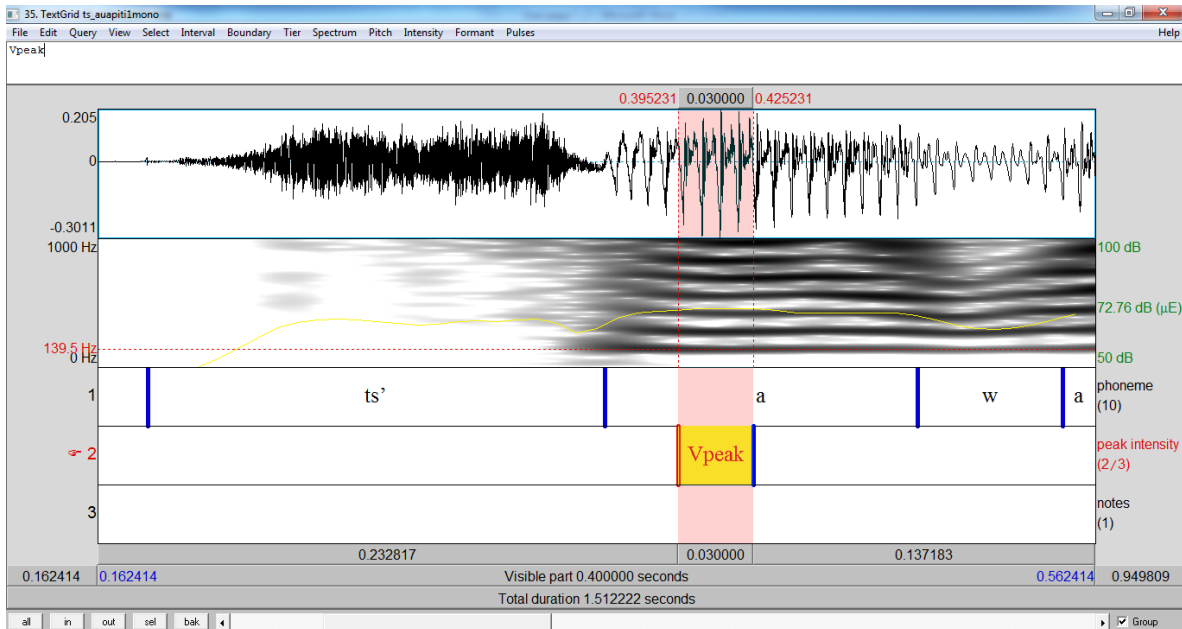 35. TextGrid ts_auapiti1mono
File Edit Query View Select Interval Boundary Tier Spectrum Pitch Intensity Formant Pulses Help
Vpeak
0.395231 0.030000 0.425231
0.205
0
-0.3011
1000 Hz 100 dB
72.76 dB (µE)
139.5 Hz
0 Hz 50 dB
1 ts’ a w a phoneme
(10)
2 Vpeak peak intensity
(2/3)
3 notes
(1)
0.232817 0.030000 0.137183
0.162414 0.162414 Visible part 0.400000 seconds 0.562414 0.949809
Total duration 1.512222 seconds
all in out sel bak Group